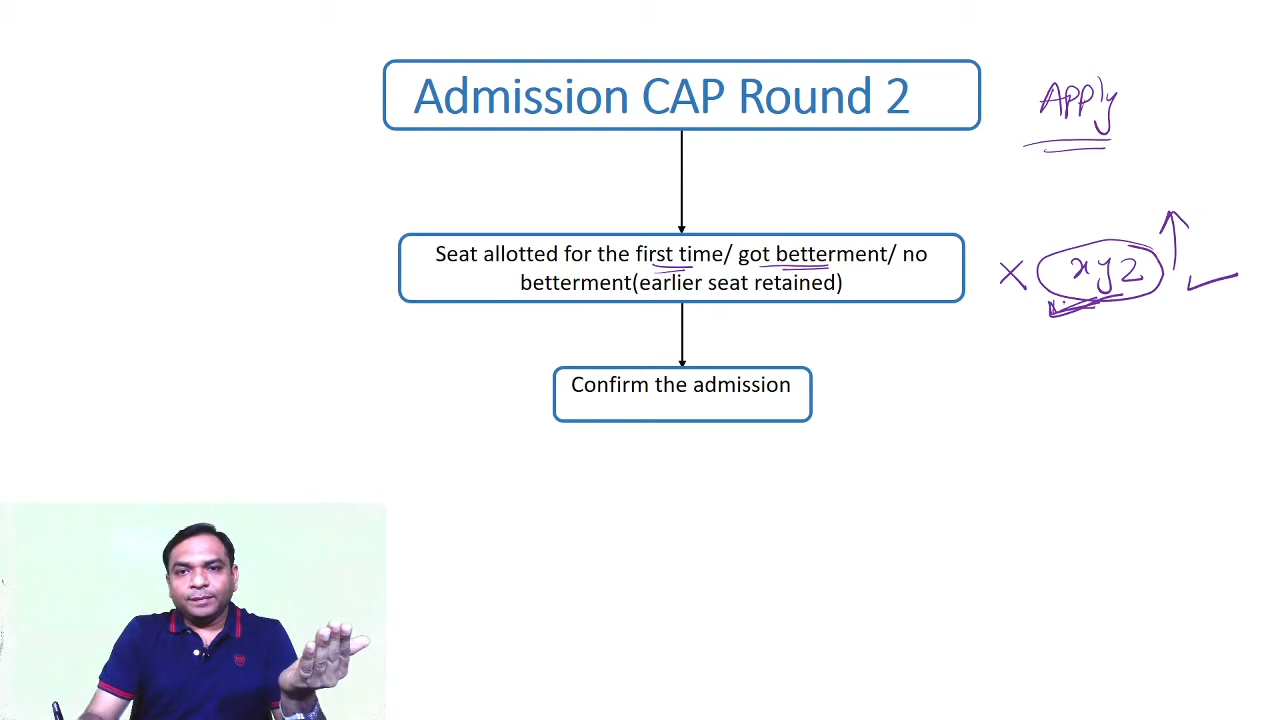 Admission CAP Round 2
Apply
Seat allotted for the first time/ got betterment/ no
betterment(earlier seat retained)
x y z
Confirm the admission